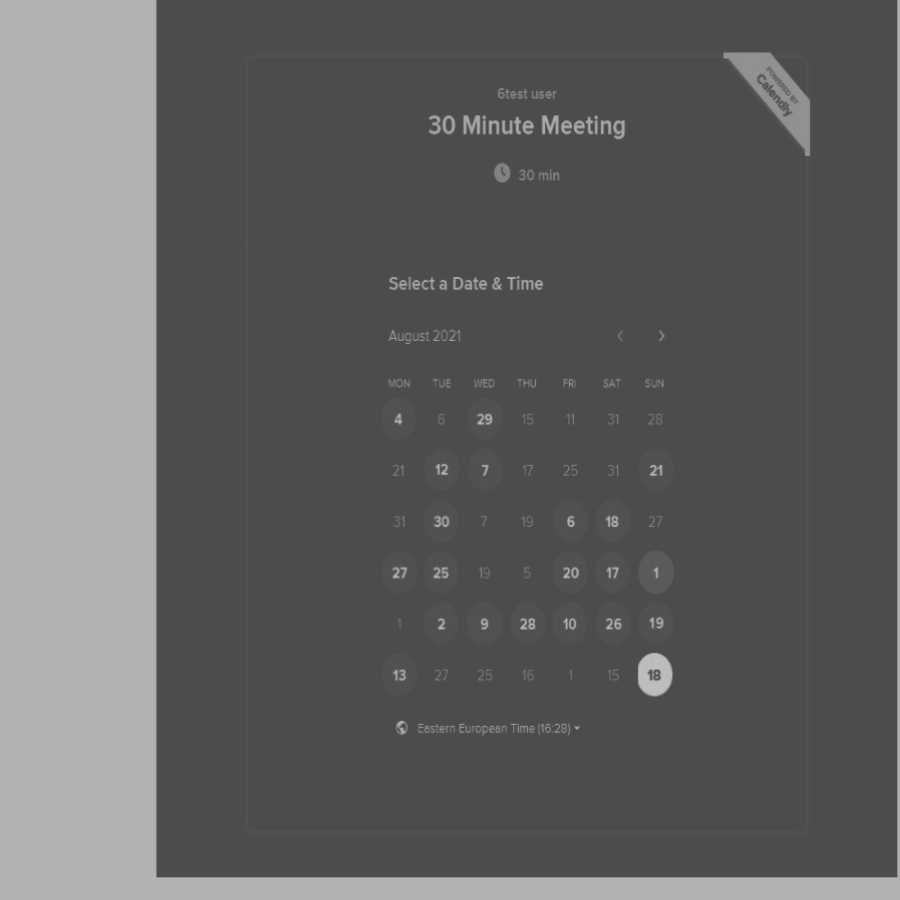 POWERED BY
Calendly
6test user
30 Minute Meeting
30 min
Select a Date & Time
August 2021
MON TUE WED THU FRI SAT SUN
4 6 29 15 11 31 28
21 12 7 17 25 31 21
31 30 7 19 6 18 27
27 25 19 5 20 17 1
1 2 9 28 10 26 19
13 27 25 16 1 15 18
Eastern European Time (16:28)